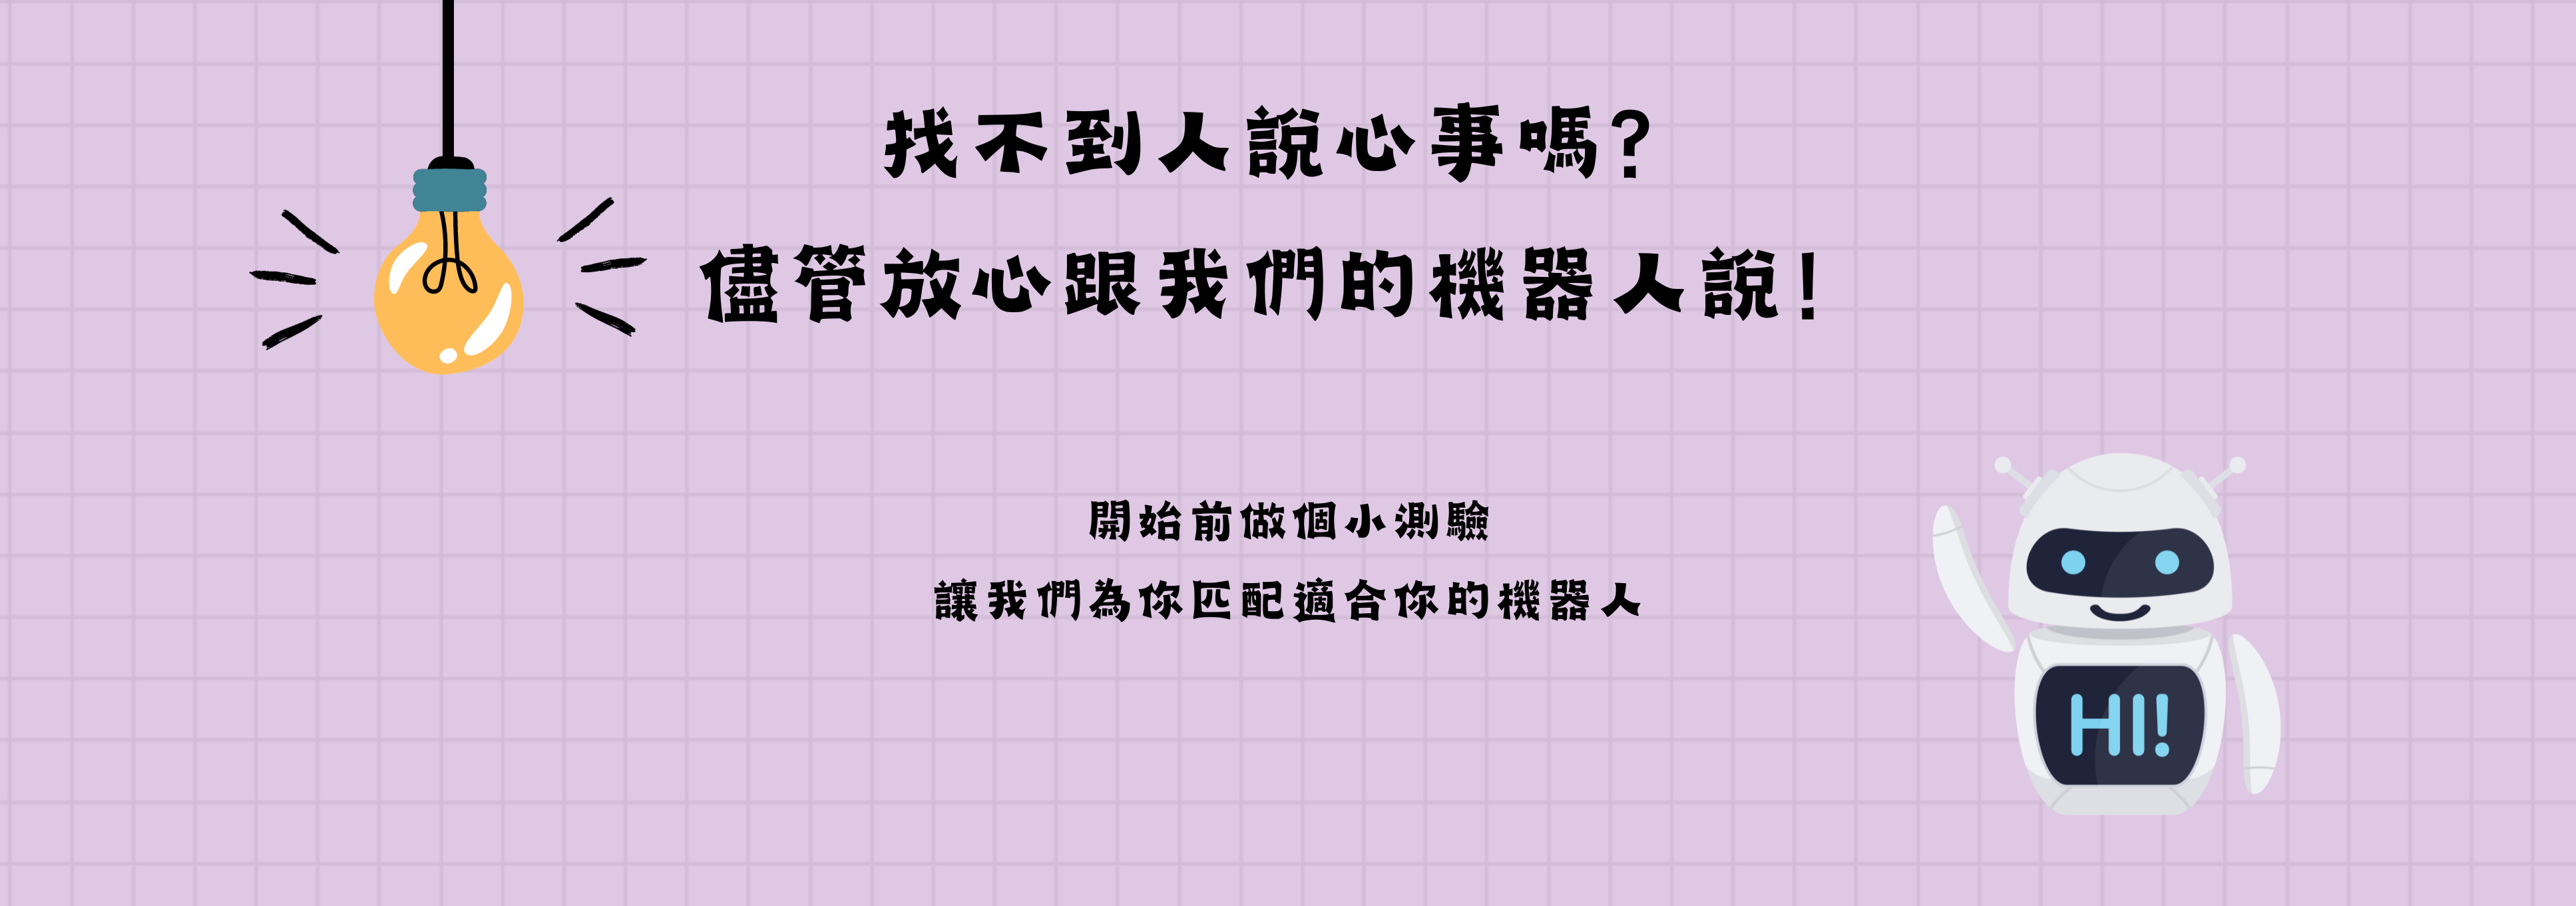 找不到人說心事嗎?
儘管放心跟我們的機器人說!
開始前做個小測驗
讓我們為你匹配適合你的機器人
HI!